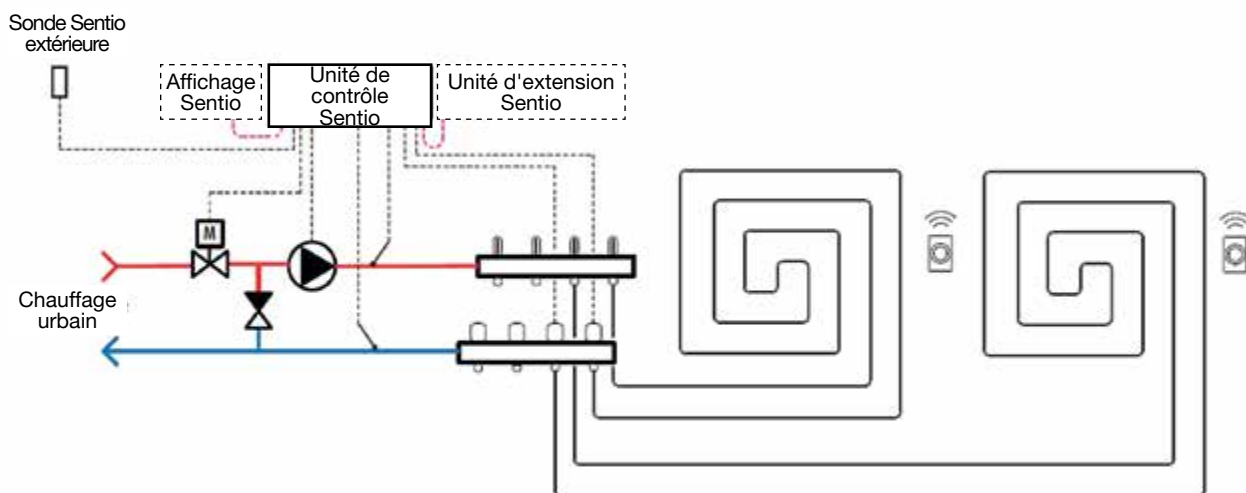 Sonde Sentio
extérieure
Affichage
Sentio
Unité de
contrôle
Sentio
Unité d'extension
Sentio
M
Chauffage
urbain